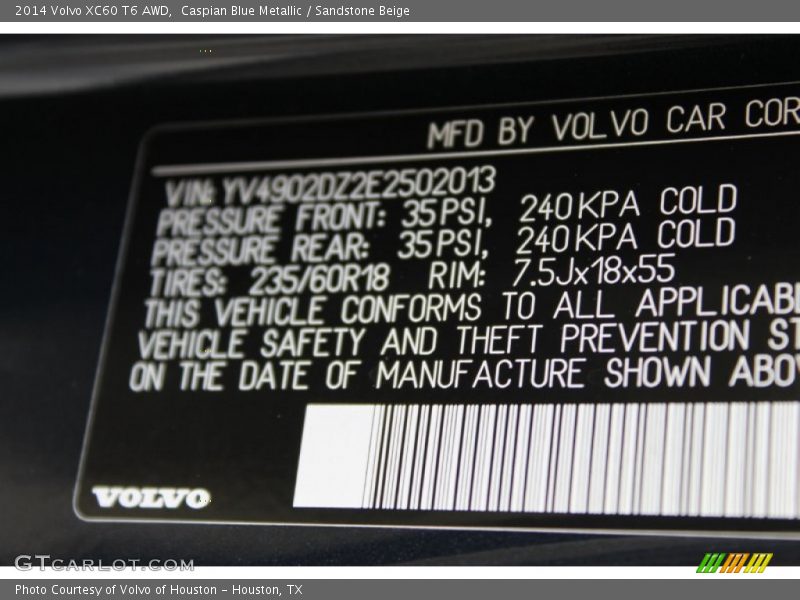 2014 Volvo XC60 T6 AWD,  Caspian Blue Metallic / Sandstone Beige
MFD BY VOLVO CAR COR
VIN: YV4902DZ2E2502013
PRESSURE FRONT: 35PSI, 240KPA COLD
PRESSURE REAR: 35PSI, 240KPA COLD
TIRES: 235/60R18 RIM: 7.5Jx18x55
THIS VEHICLE CONFORMS TO ALL APPLICABL
VEHICLE SAFETY AND THEFT PREVENTION ST
ON THE DATE OF MANUFACTURE SHOWN ABOV
VOLVO
GTCARLOT.COM
Photo Courtesy of Volvo of Houston - Houston, TX